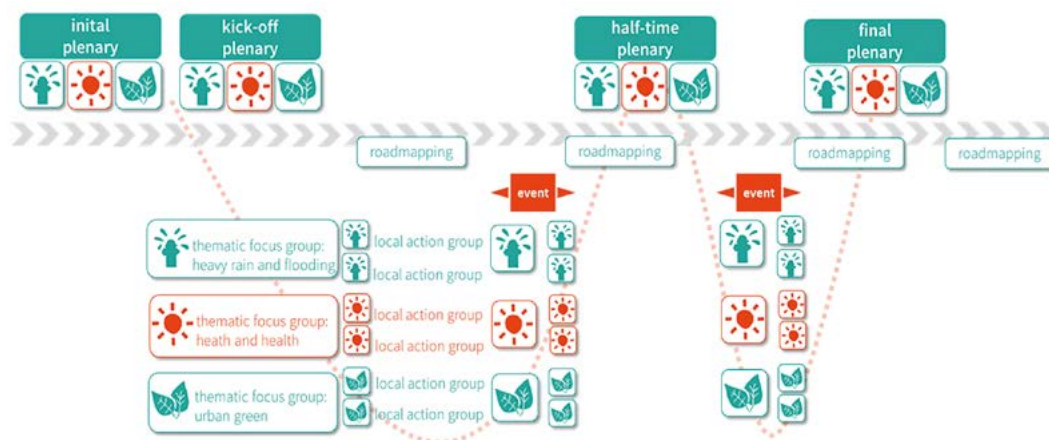 inital
plenary
kick-off
plenary
half-time
plenary
final
plenary
roadmapping
roadmapping
roadmapping
roadmapping
event
event
thematic focus group:
heavy rain and flooding
local action group
local action group
thematic focus group:
heath and health
local action group
local action group
thematic focus group:
urban green
local action group
local action group